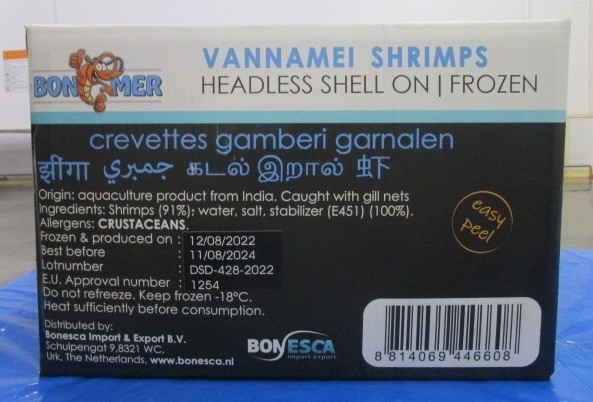 BON MER
VANNAMEI SHRIMPS
HEADLESS SHELL ON | FROZEN
crevettes gamberi garnalen
झींगा جمبري கடல் இறால் 虾
Origin: aquaculture product from India. Caught with gill nets
Ingredients: Shrimps (91%); water, salt, stabilizer (E451) (100%).
Allergens: CRUSTACEANS.
Frozen & produced on : 12/08/2022
Best before : 11/08/2024
Lotnumber : DSD-428-2022
E.U. Approval number : 1254
Do not refreeze. Keep frozen -18°C.
Heat sufficiently before consumption.
easy
peel
Distributed by:
Bonesca Import & Export B.V.
Schulpengat 9,8321 WC,
Urk, The Netherlands, www.bonesca.nl
BONESCA
import export
8 814069 446608